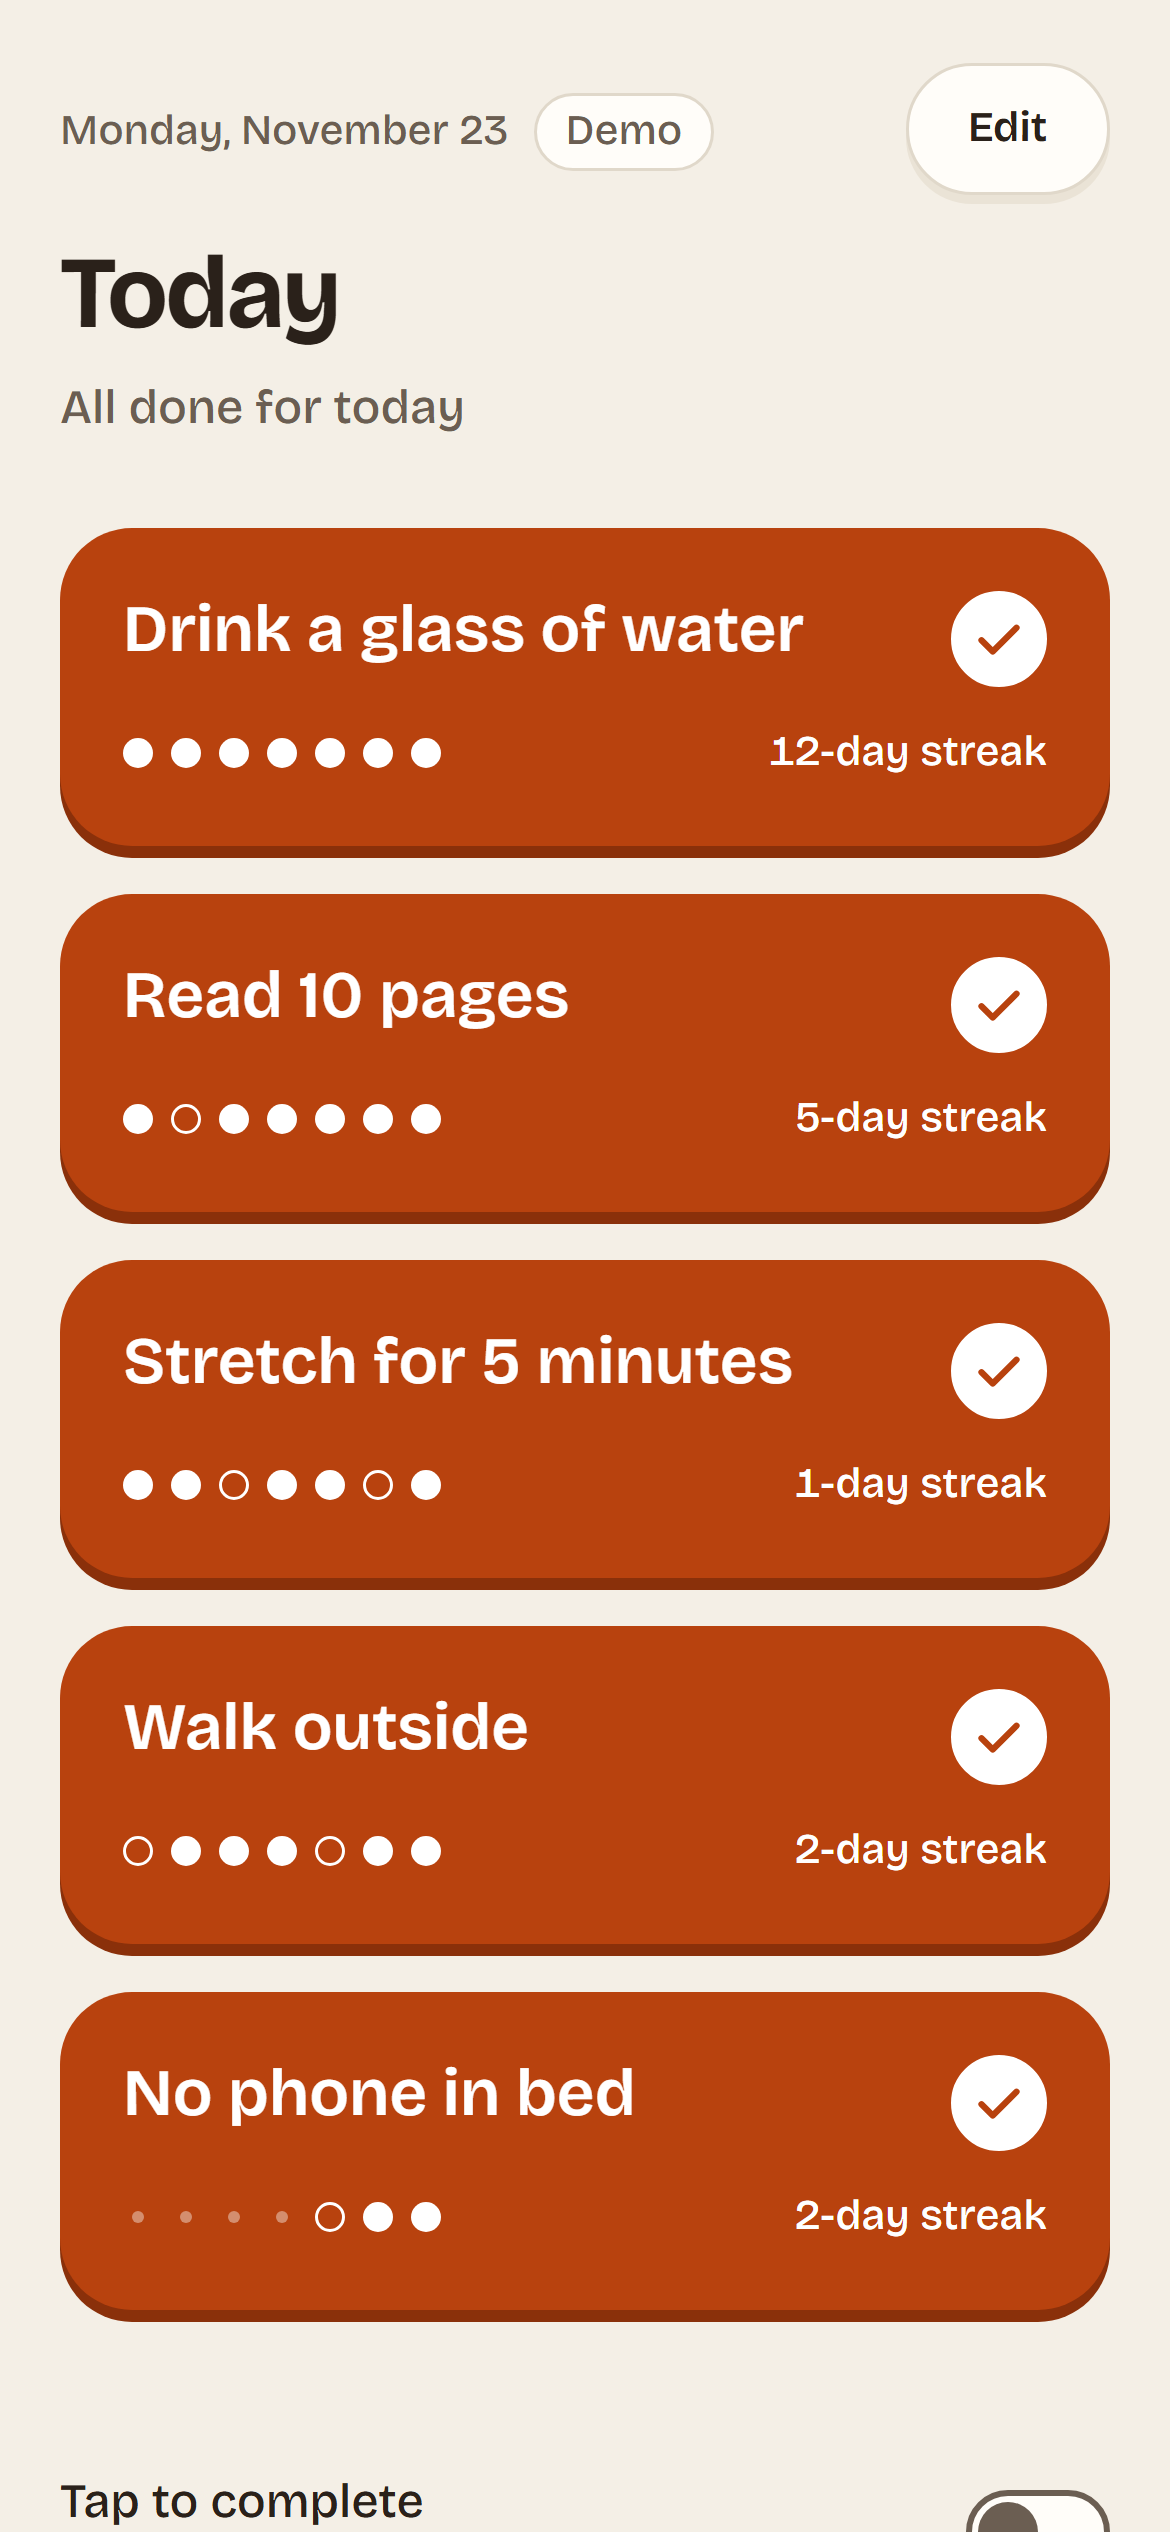 Monday, November 23 Demo Edit
Today
All done for today
Drink a glass of water
12-day streak
Read 10 pages
5-day streak
Stretch for 5 minutes
1-day streak
Walk outside
2-day streak
No phone in bed
2-day streak
Tap to complete